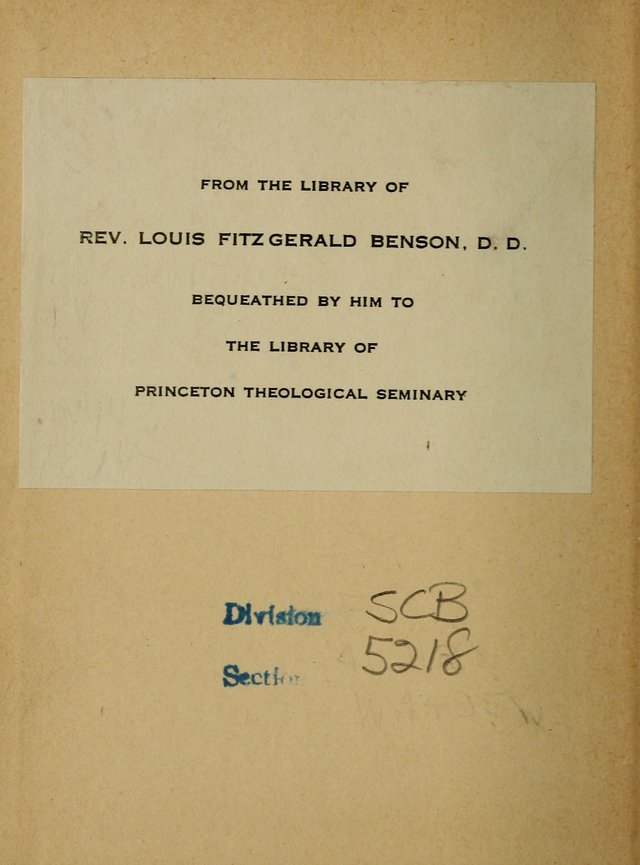 FROM THE LIBRARY OF
REV. LOUIS FITZGERALD BENSON, D. D.
BEQUEATHED BY HIM TO
THE LIBRARY OF
PRINCETON THEOLOGICAL SEMINARY
Division SCB
Section 5218